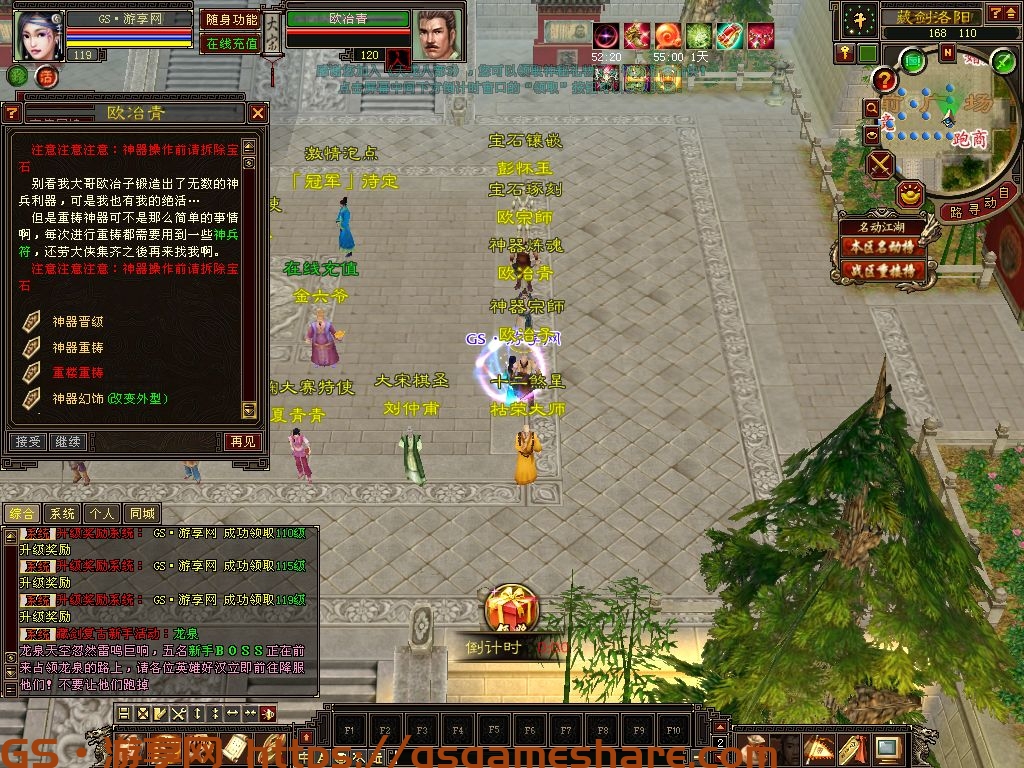 GS·游享网
119
随身功能
在线充值
欧冶青
120
52:20
55:00
1天
藏剑洛阳
168 110
N
跑商
自动寻路
名动江湖
本区名动榜
战区重楼榜
欧冶青
注意注意注意：神器操作前请拆除宝
石
别看我大哥欧冶子锻造出了无数的神
兵利器，可是我也有我的绝活…
但是重铸神器可不是那么简单的事情
啊，每次进行重铸都需要用到一些神兵
符，还劳大侠集齐之後再来找我啊。
注意注意注意：神器操作前请拆除宝
石
神器晋级
神器重铸
重楼重铸
神器幻饰(改变外型)
接受 继续 再见
激情泡点
「冠军」待定
使
在线充值
金六爷
大赛特使
夏青青
大宋棋圣
刘仲甫
宝石镶嵌
彭怀玉
宝石琢刻
欧宗師
神器炼魂
欧冶青
神器宗師
欧冶子
十二煞星
枯荣大师
综合 系统 个人 同城
系统 升级奖励系统： GS·游享网 成功领取110级
升级奖励
系统 升级奖励系统： GS·游享网 成功领取115级
升级奖励
系统 升级奖励系统： GS·游享网 成功领取119级
升级奖励
系统 藏剑复古新手活动：龙泉
龙泉天空忽然雷鸣巨响，五名新手BOSS正在前
来占领龙泉的路上，请各位英雄好汉立即前往降服
他们！不要让他们跑掉
领取
倒计时
F1 F2 F3 F4 F5 F6 F7 F8 F9 F10
2
GS·游享网 https://gsgameshare.com